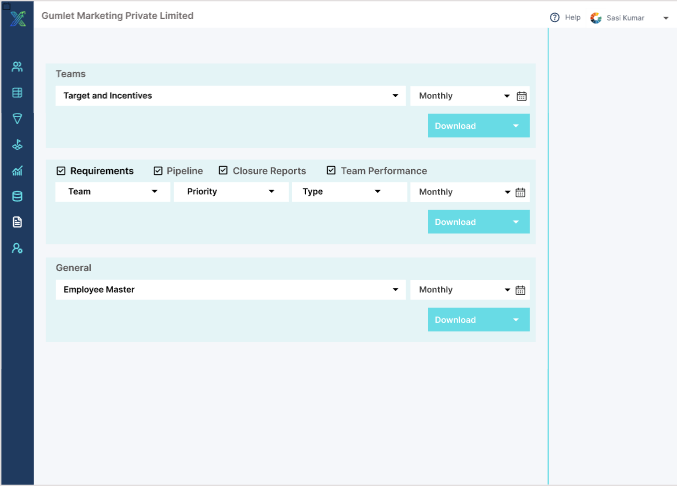 Gumlet Marketing Private Limited
Help
Sasi Kumar
Teams
Target and Incentives
Monthly
Download
Requirements
Pipeline
Closure Reports
Team Performance
Team
Priority
Type
Monthly
Download
General
Employee Master
Monthly
Download